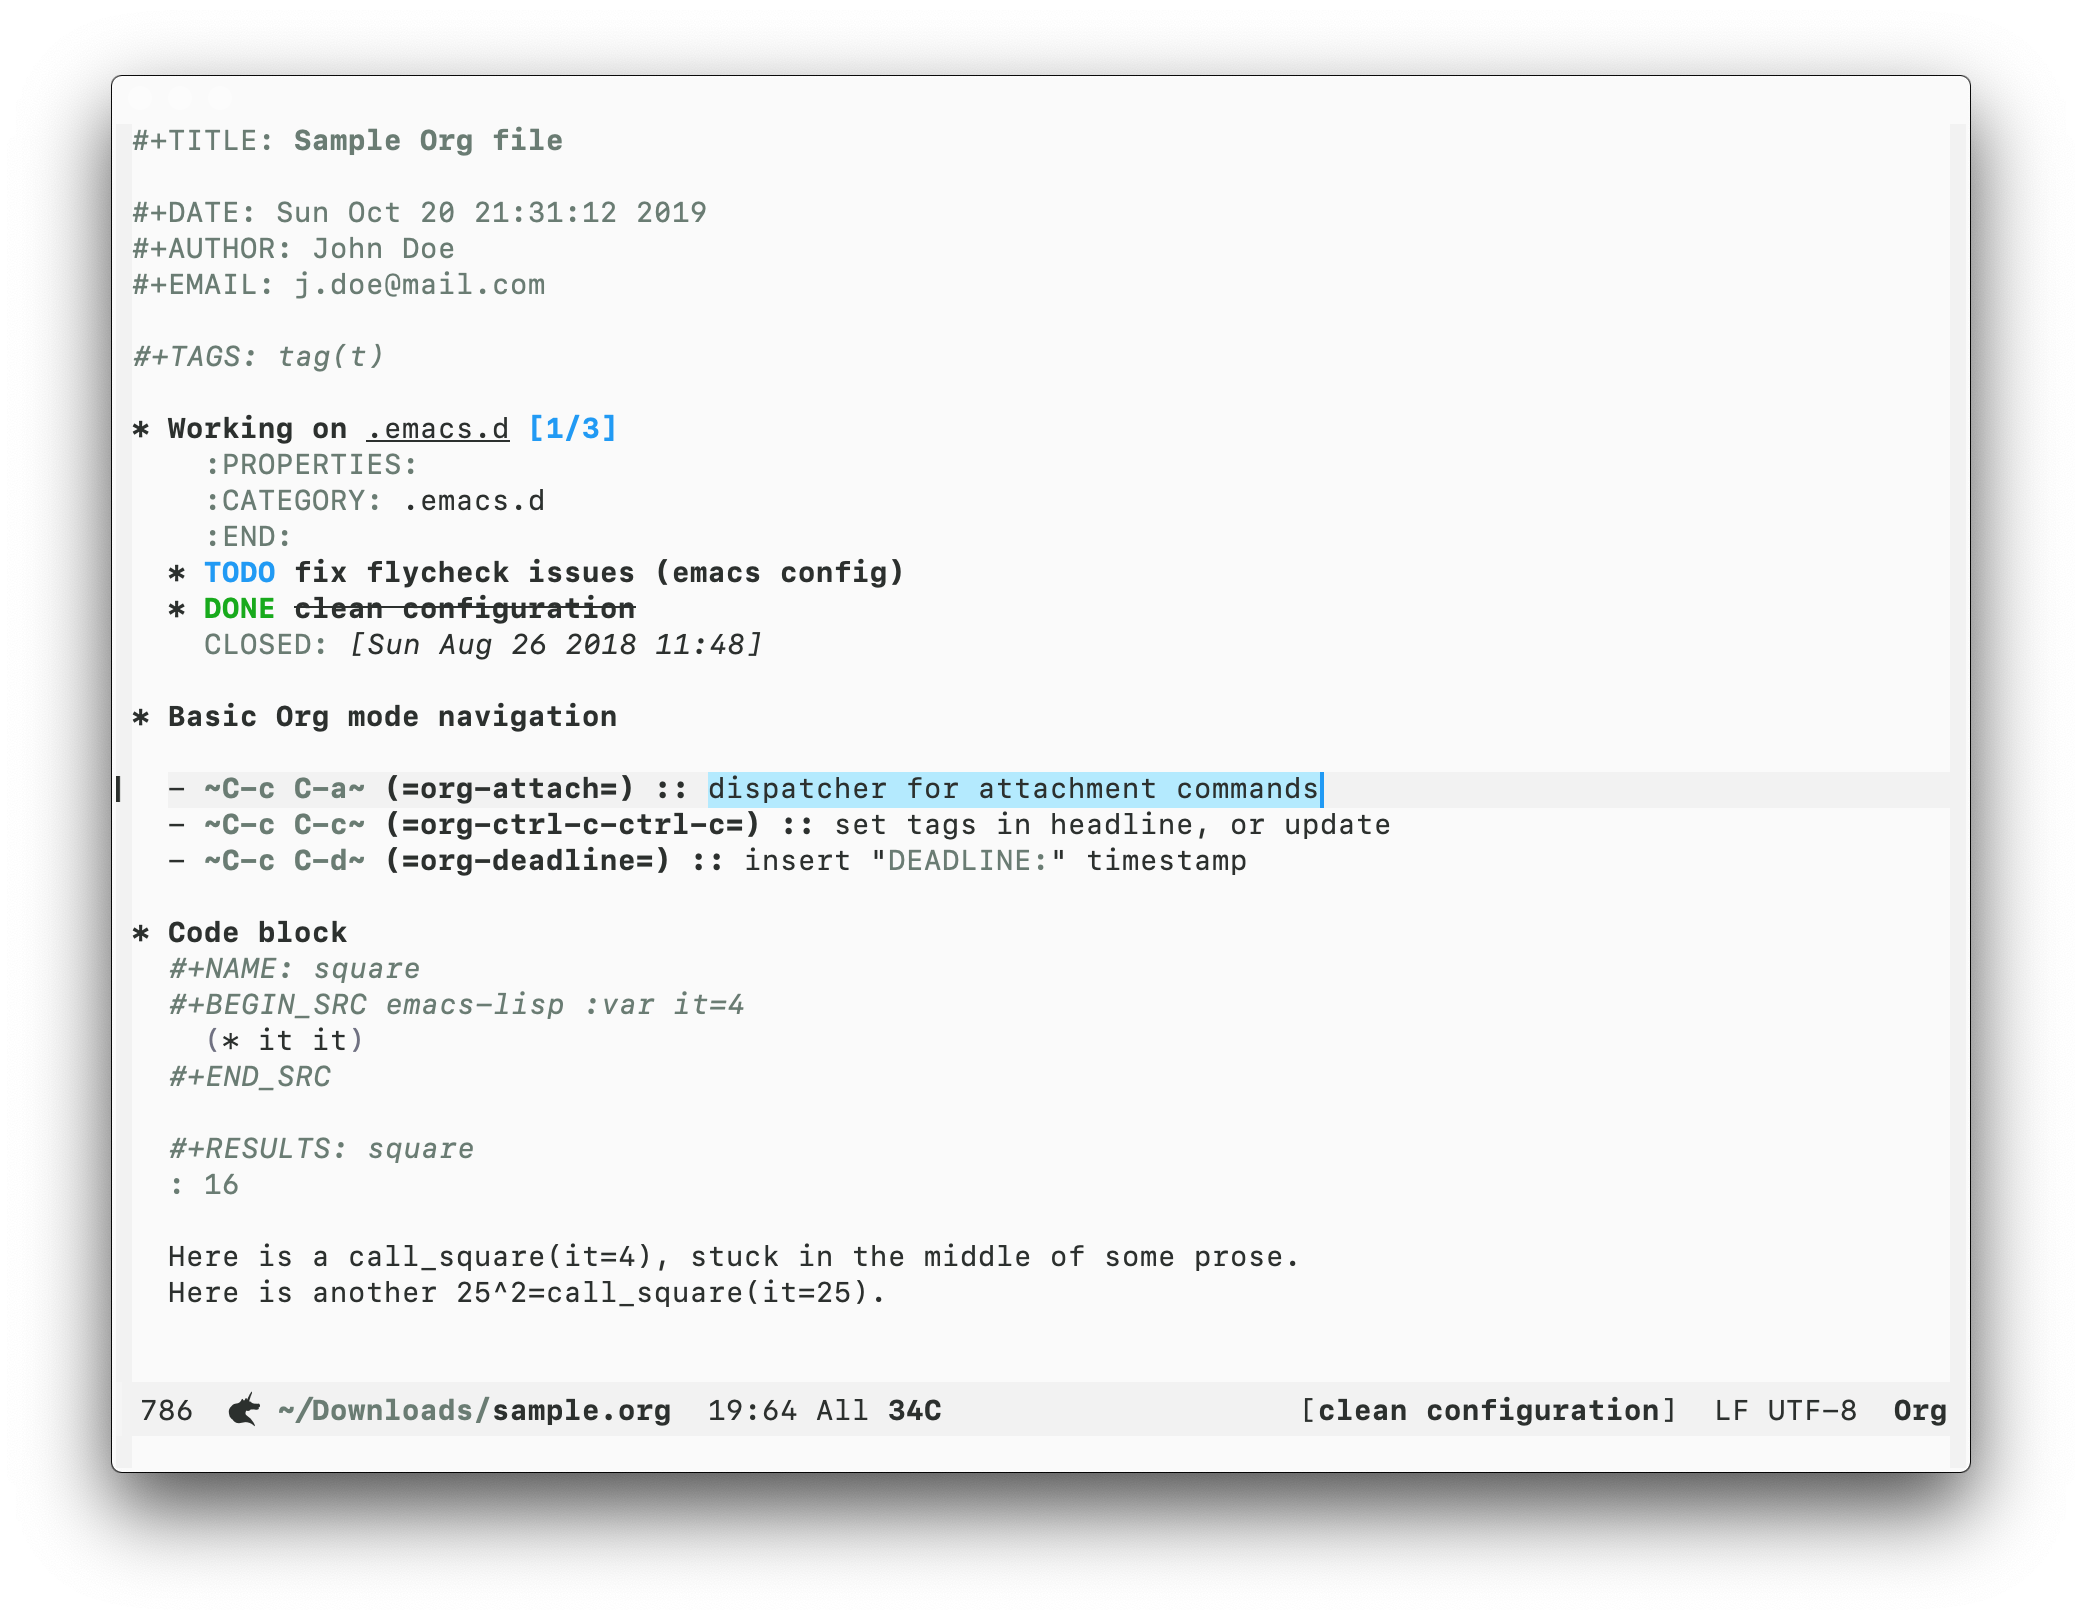 #+TITLE: Sample Org file
#+DATE: Sun Oct 20 21:31:12 2019
#+AUTHOR: John Doe
#+EMAIL: j.doe@mail.com
#+TAGS: tag(t)
* Working on .emacs.d [1/3]
:PROPERTIES:
:CATEGORY: .emacs.d
:END:
* TODO fix flycheck issues (emacs config)
* DONE clean configuration
CLOSED: [Sun Aug 26 2018 11:48]
* Basic Org mode navigation
- ~C-c C-a~ (=org-attach=) :: dispatcher for attachment commands
- ~C-c C-c~ (=org-ctrl-c-ctrl-c=) :: set tags in headline, or update
- ~C-c C-d~ (=org-deadline=) :: insert "DEADLINE:" timestamp
* Code block
#+NAME: square
#+BEGIN_SRC emacs-lisp :var it=4
(* it it)
#+END_SRC
#+RESULTS: square
: 16
Here is a call_square(it=4), stuck in the middle of some prose.
Here is another 25^2=call_square(it=25).
786 ~/Downloads/sample.org 19:64 All 34C [clean configuration] LF UTF-8 Org